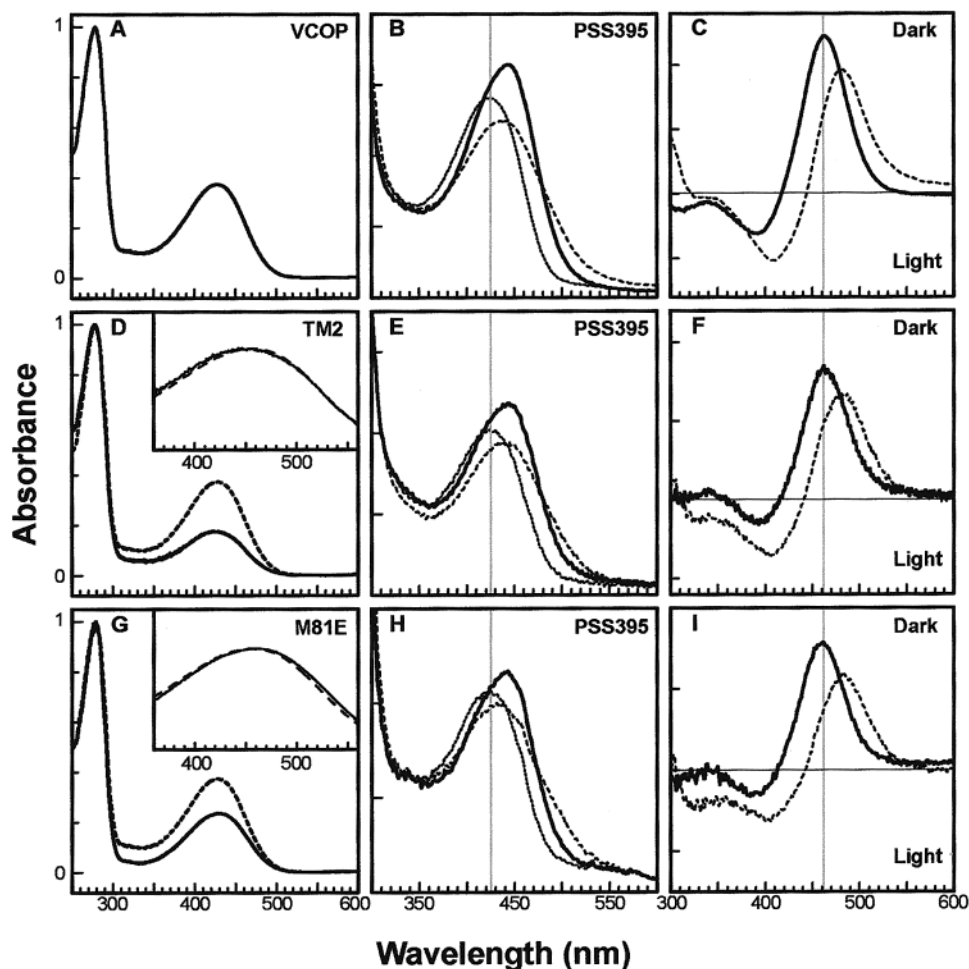 A VCOP
B PSS395
C Dark
Light
1
0
D TM2
400 500
E PSS395
F Dark
Light
1
0
G M81E
400 500
H PSS395
I Dark
Light
1
0
Absorbance
300 400 500 600
350 450 550
300 400 500 600
Wavelength (nm)